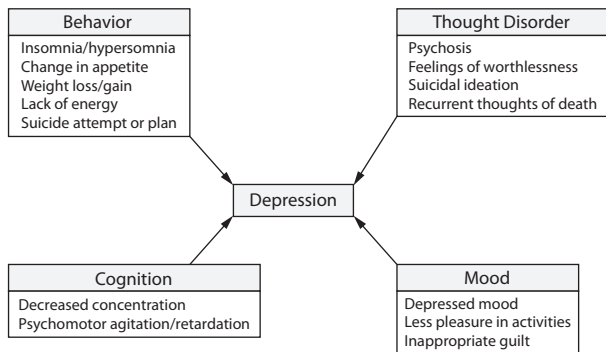 Behavior
Insomnia/hypersomnia
Change in appetite
Weight loss/gain
Lack of energy
Suicide attempt or plan
Thought Disorder
Psychosis
Feelings of worthlessness
Suicidal ideation
Recurrent thoughts of death
Depression
Cognition
Decreased concentration
Psychomotor agitation/retardation
Mood
Depressed mood
Less pleasure in activities
Inappropriate guilt